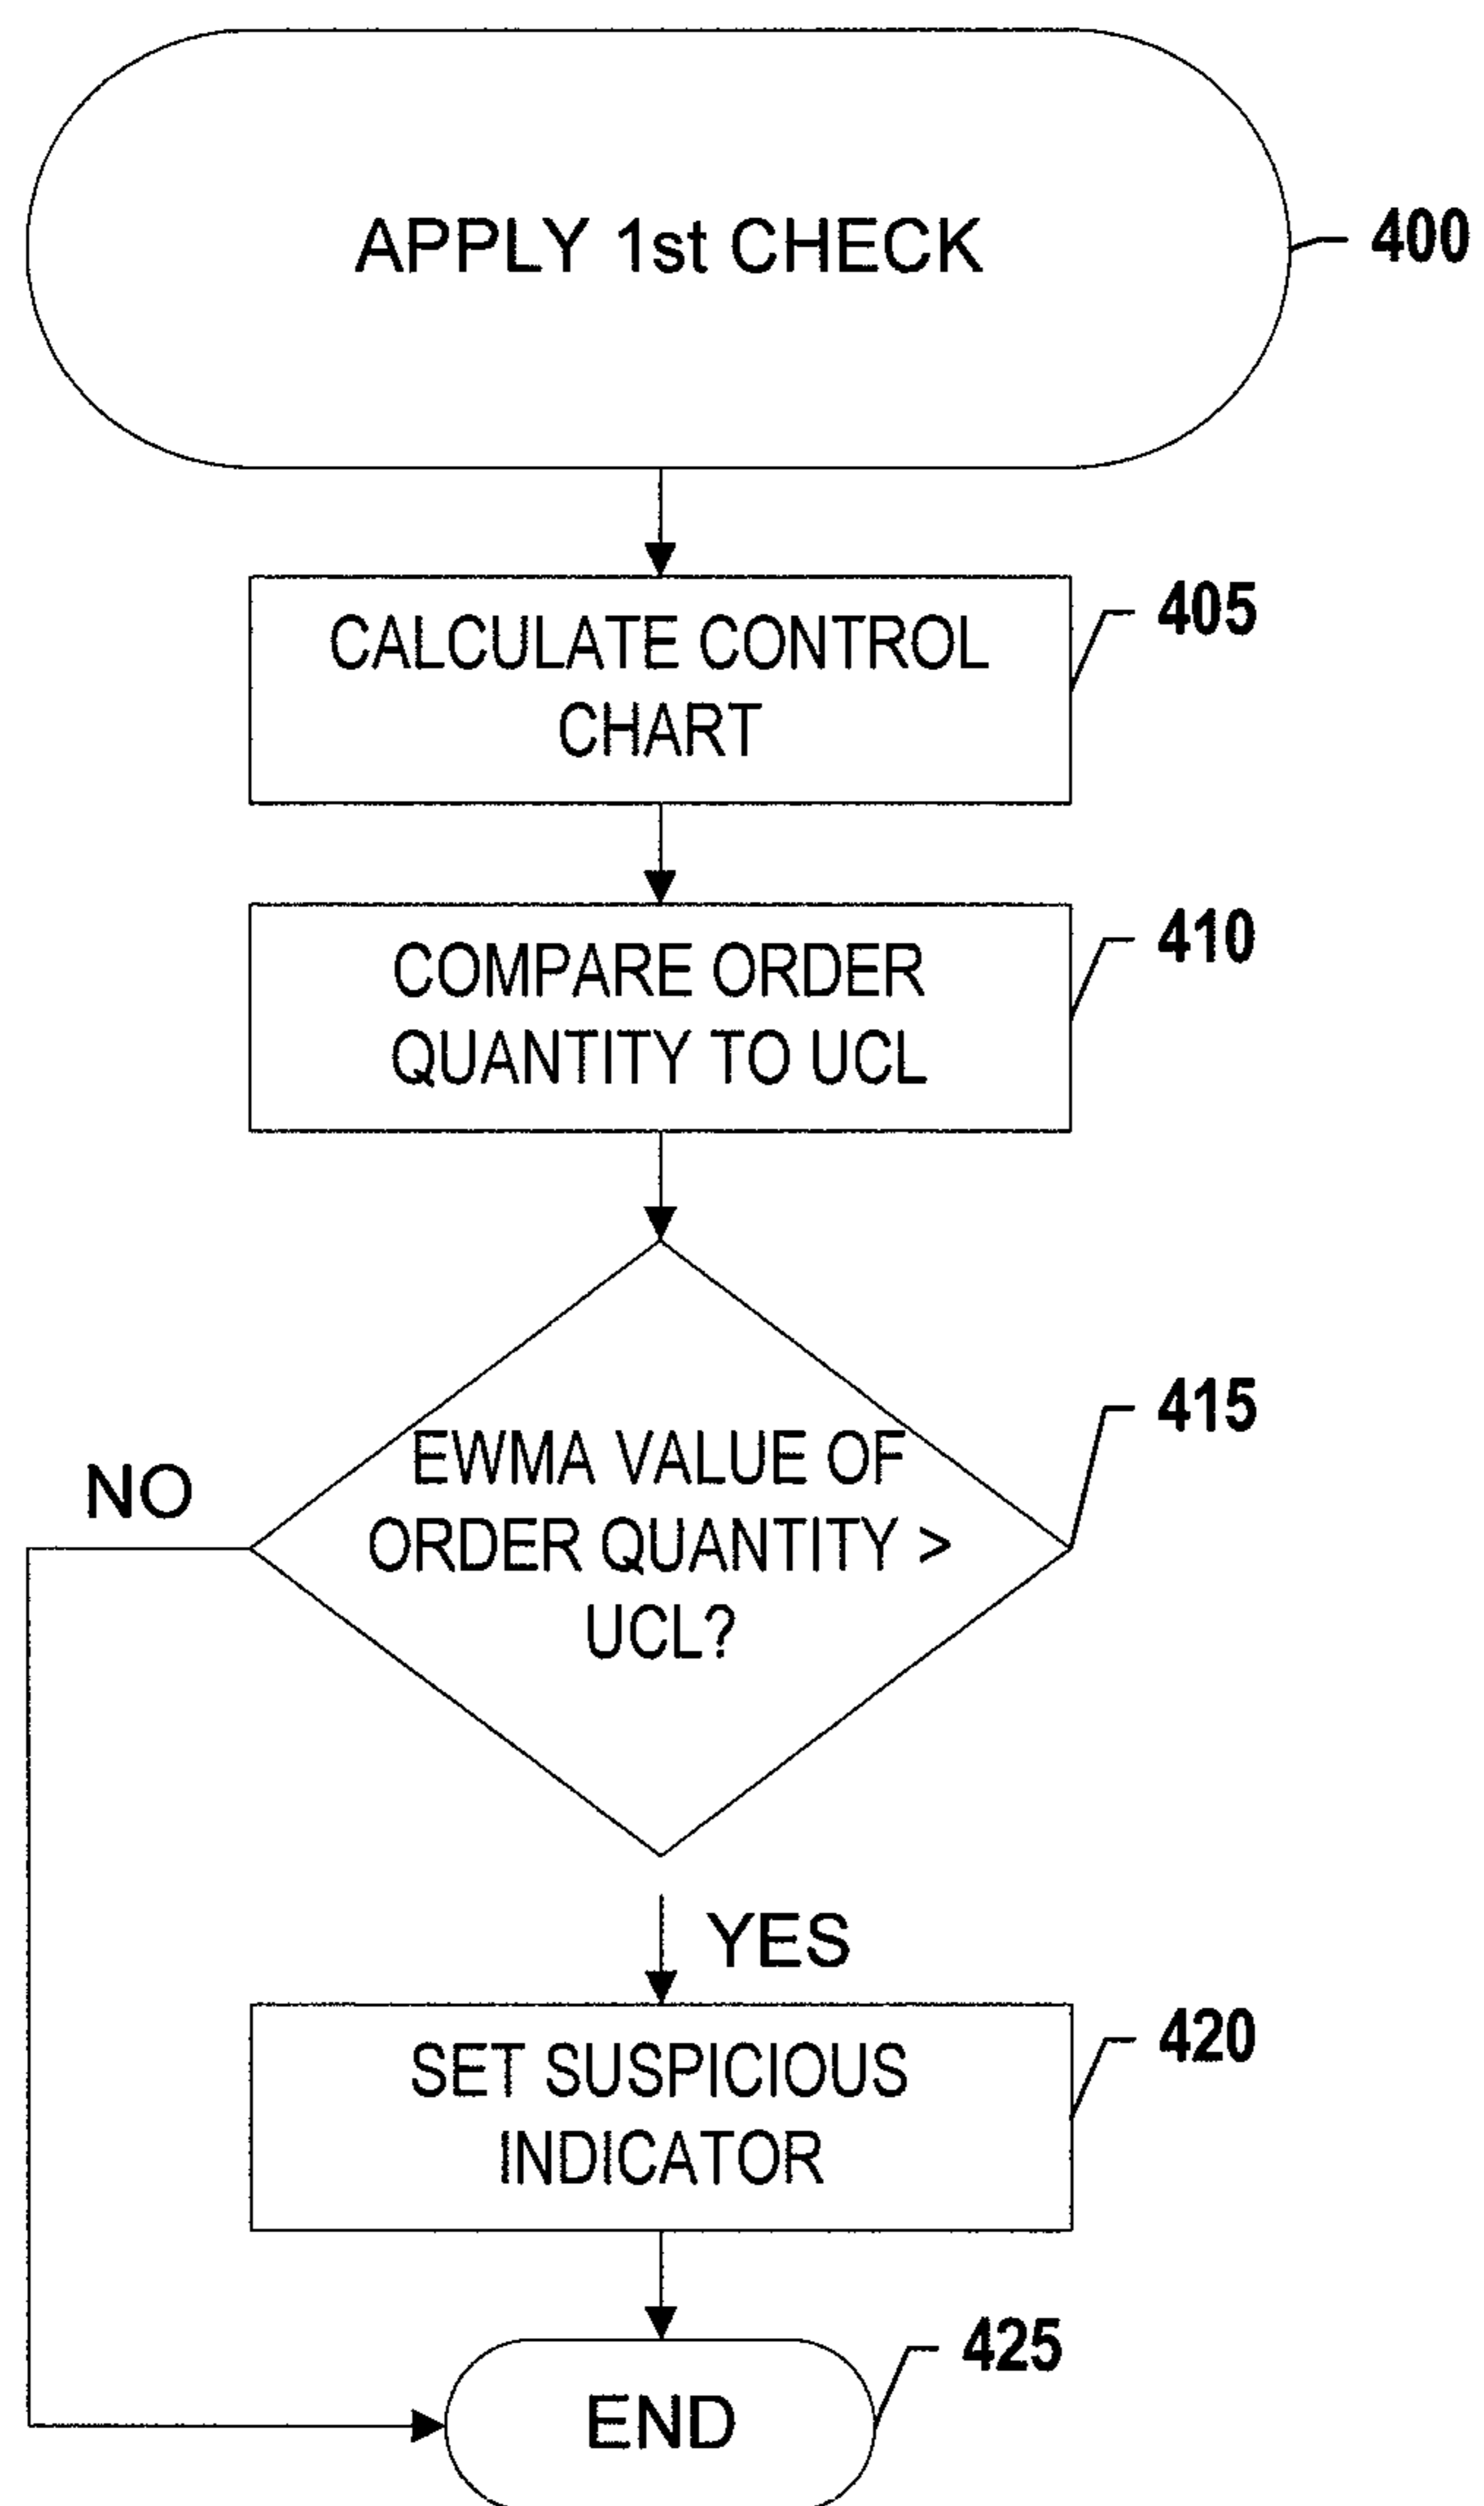 APPLY 1st CHECK
400
CALCULATE CONTROL
CHART
405
COMPARE ORDER
QUANTITY TO UCL
410
EWMA VALUE OF
ORDER QUANTITY >
UCL?
415
NO
YES
SET SUSPICIOUS
INDICATOR
420
END
425